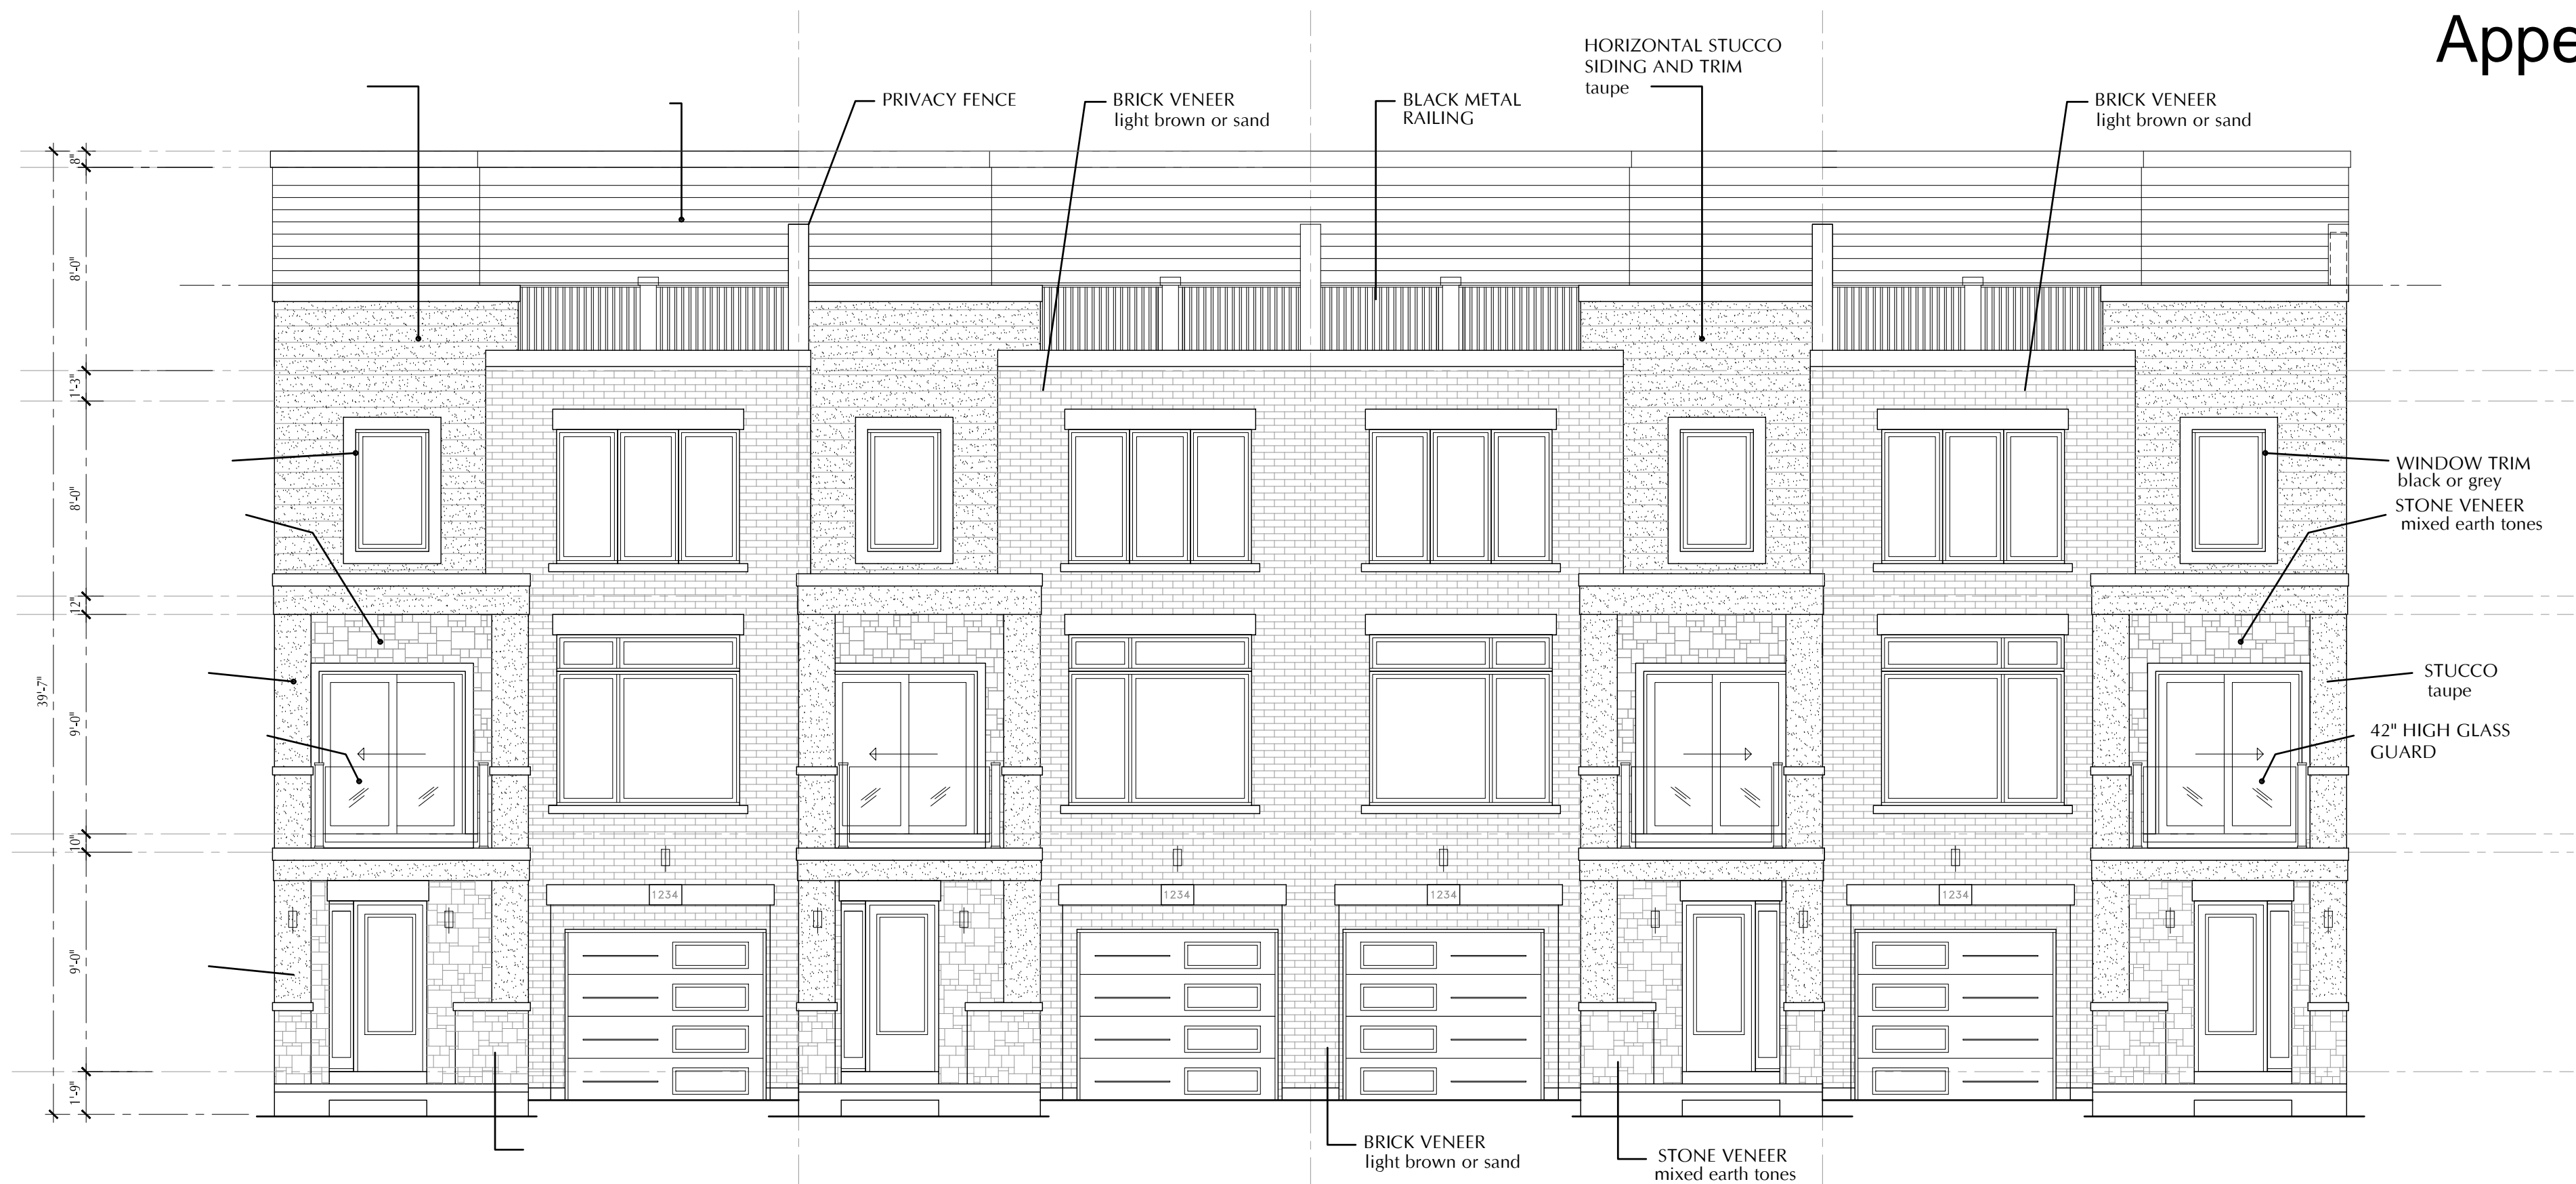 Appe
HORIZONTAL STUCCO
SIDING AND TRIM
taupe
PRIVACY FENCE
BRICK VENEER
light brown or sand
BLACK METAL
RAILING
BRICK VENEER
light brown or sand
8"
8'-0"
1'-3"
8'-0"
12"
39'-7"
9'-0"
10"
9'-0"
1'-9"
WINDOW TRIM
black or grey
STONE VENEER
mixed earth tones
STUCCO
taupe
42" HIGH GLASS
GUARD
1234
1234
1234
1234
BRICK VENEER
light brown or sand
STONE VENEER
mixed earth tones